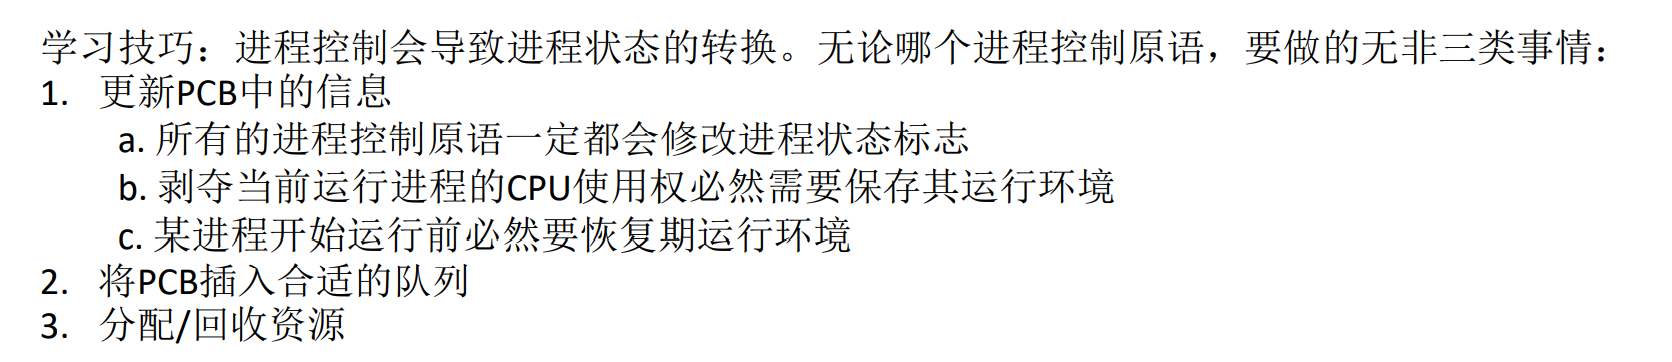 学习技巧：进程控制会导致进程状态的转换。无论哪个进程控制原语，要做的无非三类事情：
1. 更新PCB中的信息
a. 所有的进程控制原语一定都会修改进程状态标志
b. 剥夺当前运行进程的CPU使用权必然需要保存其运行环境
c. 某进程开始运行前必然要恢复期运行环境
2. 将PCB插入合适的队列
3. 分配/回收资源